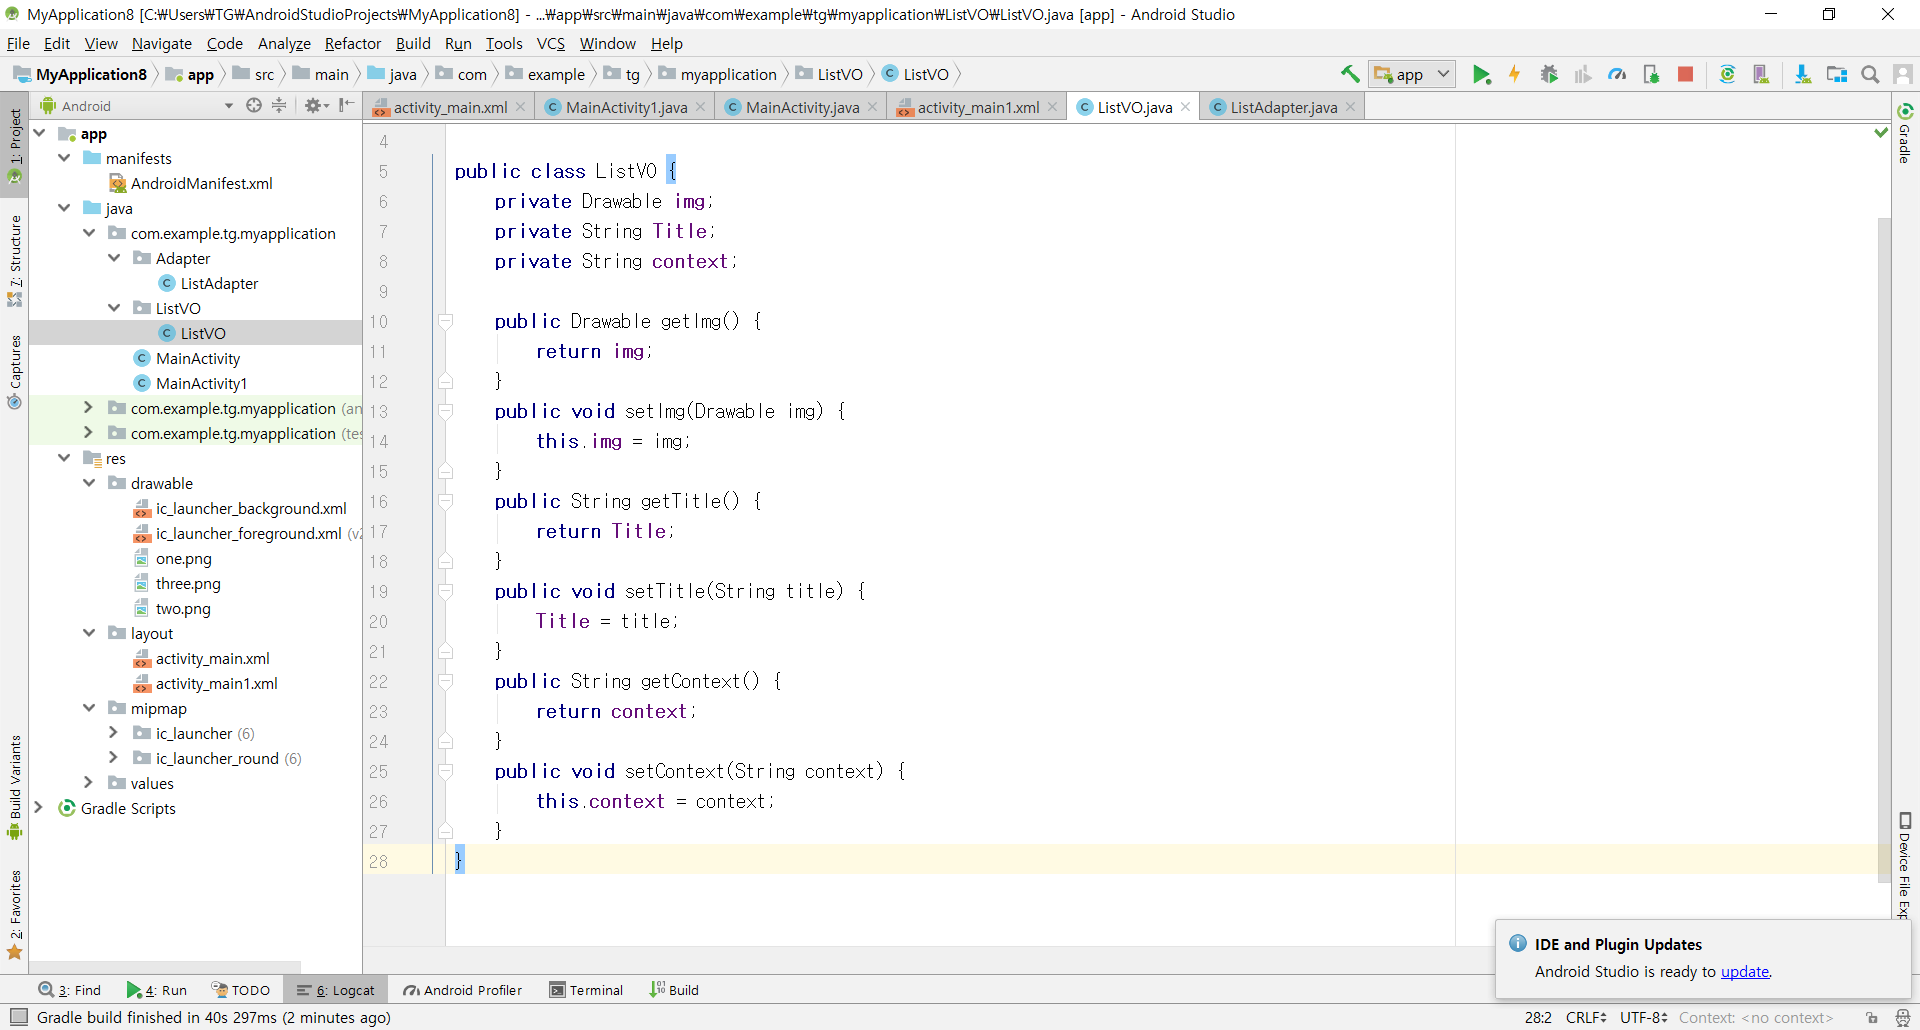 MyApplication8 [C:₩Users₩TG₩AndroidStudioProjects₩MyApplication8] - ...₩app₩src₩main₩java₩com₩example₩tg₩myapplication₩ListVO₩ListVO.java [app] - Android Studio
File Edit View Navigate Code Analyze Refactor Build Run Tools VCS Window Help
MyApplication8 app src main java com example tg myapplication ListVO ListVO app
Android
activity_main.xml MainActivity1.java MainActivity.java activity_main1.xml ListVO.java ListAdapter.java
1: Project
7: Structure
Captures
Build Variants
2: Favorites
app
manifests
AndroidManifest.xml
java
com.example.tg.myapplication
Adapter
ListAdapter
ListVO
ListVO
MainActivity
MainActivity1
com.example.tg.myapplication (an
com.example.tg.myapplication (tes
res
drawable
ic_launcher_background.xml
ic_launcher_foreground.xml (v2
one.png
three.png
two.png
layout
activity_main.xml
activity_main1.xml
mipmap
ic_launcher (6)
ic_launcher_round (6)
values
Gradle Scripts
4
5 public class ListVO {
6 private Drawable img;
7 private String Title;
8 private String context;
9
10 public Drawable getImg() {
11 return img;
12 }
13 public void setImg(Drawable img) {
14 this.img = img;
15 }
16 public String getTitle() {
17 return Title;
18 }
19 public void setTitle(String title) {
20 Title = title;
21 }
22 public String getContext() {
23 return context;
24 }
25 public void setContext(String context) {
26 this.context = context;
27 }
28 }
Gradle
Device File Exp
IDE and Plugin Updates
Android Studio is ready to update.
3: Find 4: Run TODO 6: Logcat Android Profiler Terminal Build
Gradle build finished in 40s 297ms (2 minutes ago) 28:2 CRLF UTF-8 Context: <no context>